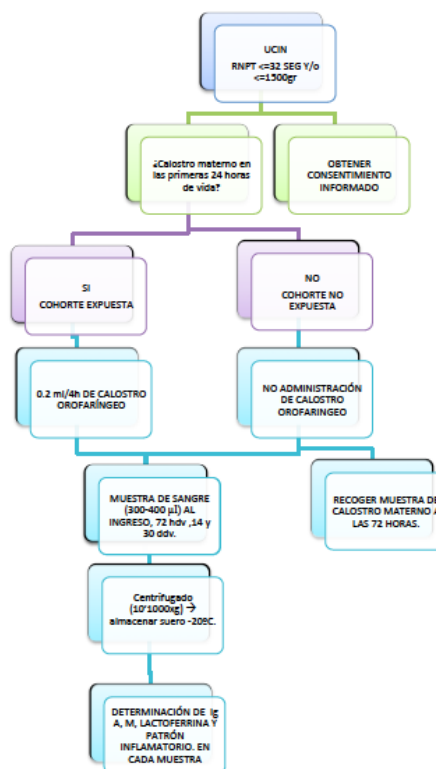 UCIN
RNPT <=32 SEG Y/o
<=1500gr
¿Calostro materno en
las primeras 24 horas
de vida?
OBTENER
CONSENTIMIENTO
INFORMADO
SI
COHORTE EXPUESTA
NO
COHORTE NO
EXPUESTA
0.2 ml/4h DE CALOSTRO
OROFARÍNGEO
NO ADMINISTRACIÓN
DE CALOSTRO
OROFARINGEO
MUESTRA DE SANGRE
(300-400 µl) AL
INGRESO, 72 hdv ,14 y
30 ddv.
RECOGER MUESTRA DE
CALOSTRO MATERNO A
LAS 72 HORAS.
Centrífugado
(10'1000xg) →
almacenar suero -20ºC.
DETERMINACIÓN DE Ig
A, M, LACTOFERRINA Y
PATRÓN
INFLAMATORIO. EN
CADA MUESTRA